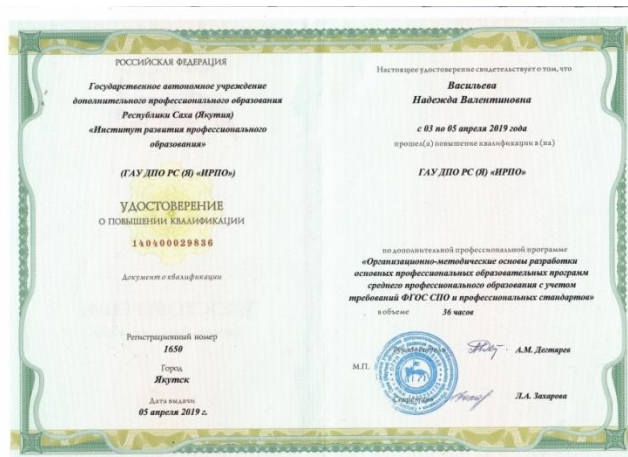 РОССИЙСКАЯ ФЕДЕРАЦИЯ
Государственное автономное учреждение
дополнительного профессионального образования
Республики Саха (Якутия)
«Институт развития профессионального
образования»
(ГАУ ДПО РС (Я) «ИРПО»)
УДОСТОВЕРЕНИЕ
О ПОВЫШЕНИИ КВАЛИФИКАЦИИ
140400029836
Документ о квалификации
Регистрационный номер
1650
Город
Якутск
Дата выдачи
05 апреля 2019 г.
Настоящее удостоверение свидетельствует о том, что
Васильева
Надежда Валентиновна
с 03 по 05 апреля 2019 года
прошел(а) повышение квалификации в (на)
ГАУ ДПО РС (Я) «ИРПО»
по дополнительной профессиональной программе
«Организационно-методические основы разработки
основных профессиональных образовательных программ
среднего профессионального образования с учетом
требований ФГОС СПО и профессиональных стандартов»
в объеме 36 часов
Руководитель А.М. Дегтярев
М.П.
Секретарь Л.А. Захарова